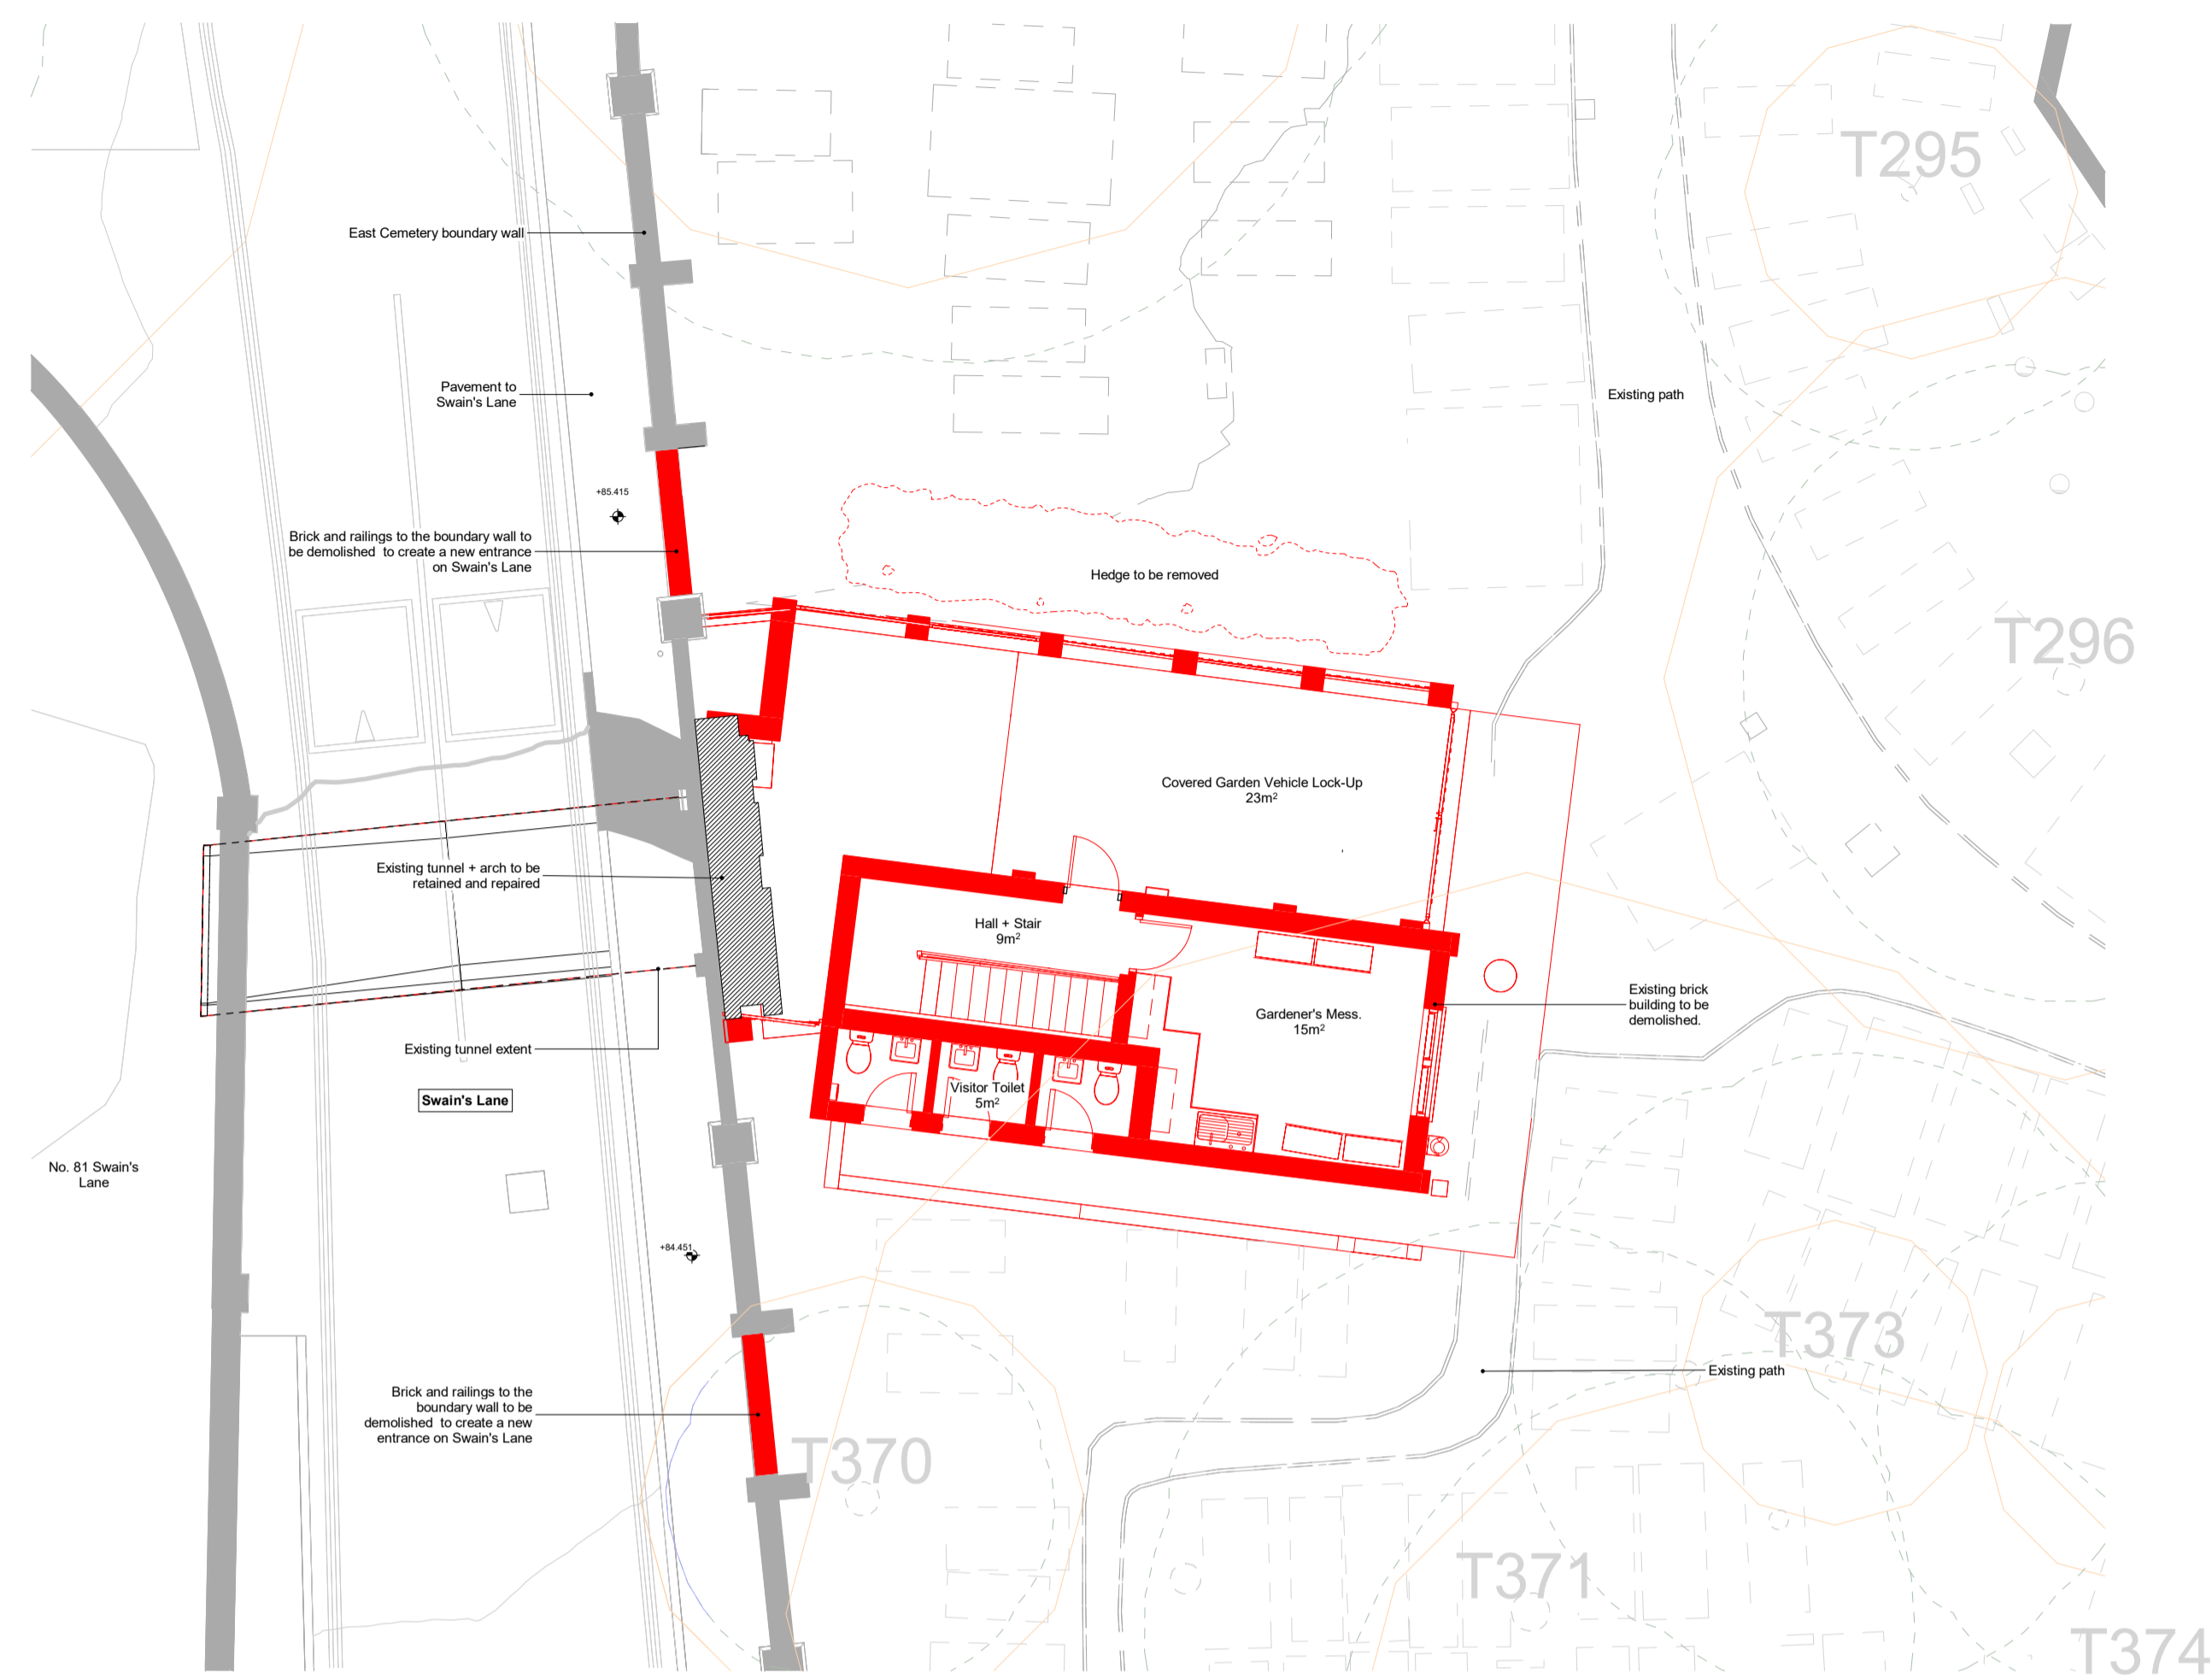 T295
East Cemetery boundary wall
Pavement to
Swain's Lane
Existing path
+85.415
Brick and railings to the boundary wall to
be demolished  to create a new entrance
on Swain's Lane
Hedge to be removed
T296
Covered Garden Vehicle Lock-Up
23m²
Existing tunnel + arch to be
retained and repaired
Hall + Stair
9m²
Existing brick
building to be
demolished.
Gardener's Mess.
15m²
Existing tunnel extent
Visitor Toilet
5m²
Swain's Lane
No. 81 Swain's
Lane
+84.451
T373
Existing path
Brick and railings to the
boundary wall to be
demolished  to create a new
entrance on Swain's Lane
T370
T371
T374